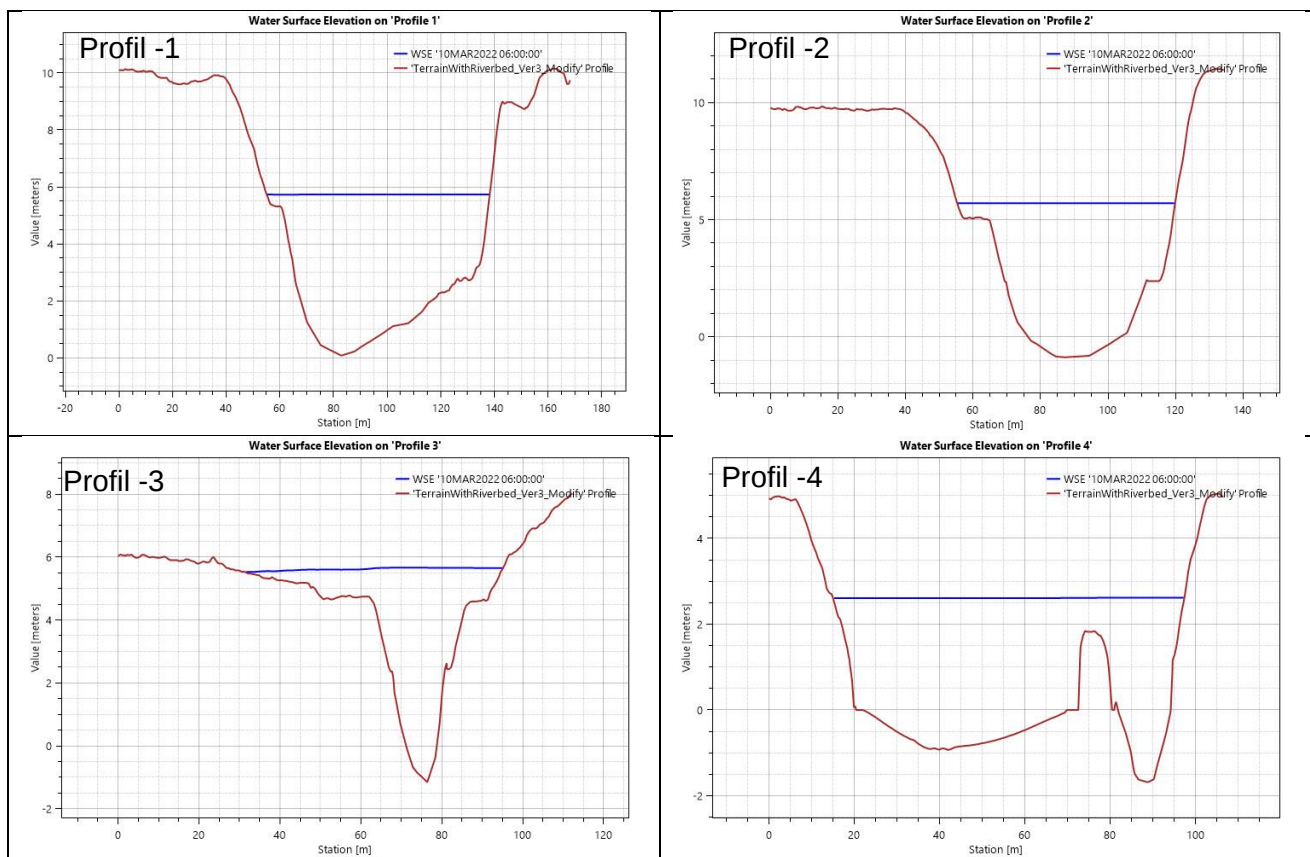 Water Surface Elevation on 'Profile 1'
Profil -1
WSE '10MAR2022 06:00:00'
'TerrainWithRiverbed_Ver3_Modify' Profile
Value [meters]
10
8
6
4
2
0
-20 0 20 40 60 80 100 120 140 160 180
Station [m]
Water Surface Elevation on 'Profile 2'
Profil -2
WSE '10MAR2022 06:00:00'
'TerrainWithRiverbed_Ver3_Modify' Profile
Value [meters]
10
5
0
0 20 40 60 80 100 120 140
Station [m]
Water Surface Elevation on 'Profile 3'
Profil -3
WSE '10MAR2022 06:00:00'
'TerrainWithRiverbed_Ver3_Modify' Profile
Value [meters]
8
6
4
2
0
-2
0 20 40 60 80 100 120
Station [m]
Water Surface Elevation on 'Profile 4'
Profil -4
WSE '10MAR2022 06:00:00'
'TerrainWithRiverbed_Ver3_Modify' Profile
Value [meters]
4
2
0
-2
0 20 40 60 80 100
Station [m]